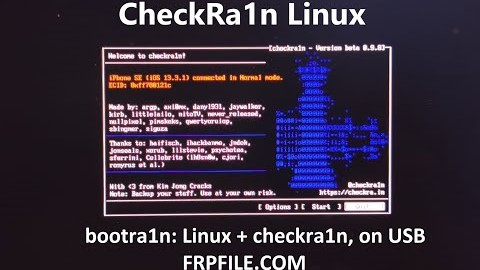 CheckRa1n Linux
[checkra1n - Version beta 0.9.8]
Welcome to checkra1n!
iPhone SE (iOS 13.3.1) connected in Normal mode.
Made by: argp, axi0mx, danyl931, jaywalker,
kirb, littlelailo, nitoTV, never_released,
nullpixel, pimskeks, qwertyoruiop,
sbingner, siguza
Thanks to: haifisch, ihackbanme, jndok,
jonseals, xerub, lilstevie, psychotea,
sferrini, Cellebrite (ih8sn0w, cjori,
ronyrus et al.)
With <3 from Kim Jong Cracks
Note: Backup your stuff. Use at your own risk.
@checkra1n
https://checkra.in
[ Options ] [ Start ]
bootra1n: Linux + checkra1n, on USB
FRPFILE.COM